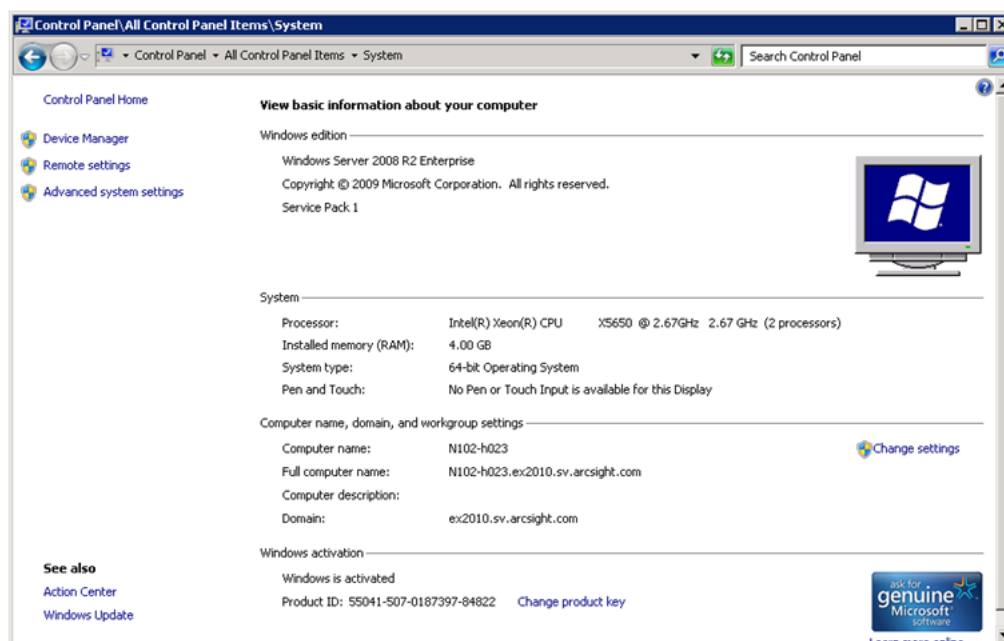 Control Panel\All Control Panel Items\System
Control Panel All Control Panel Items System Search Control Panel
Control Panel Home
Device Manager
Remote settings
Advanced system settings
View basic information about your computer
Windows edition
Windows Server 2008 R2 Enterprise
Copyright © 2009 Microsoft Corporation. All rights reserved.
Service Pack 1
System
Processor: Intel(R) Xeon(R) CPU X5650 @ 2.67GHz 2.67 GHz (2 processors)
Installed memory (RAM): 4.00 GB
System type: 64-bit Operating System
Pen and Touch: No Pen or Touch Input is available for this Display
Computer name, domain, and workgroup settings
Computer name: N102-h023 Change settings
Full computer name: N102-h023.ex2010.sv.arcsight.com
Computer description:
Domain: ex2010.sv.arcsight.com
Windows activation
Windows is activated
Product ID: 55041-507-0187397-84822 Change product key
See also
Action Center
Windows Update
ask for
genuine
Microsoft
software
Learn more online